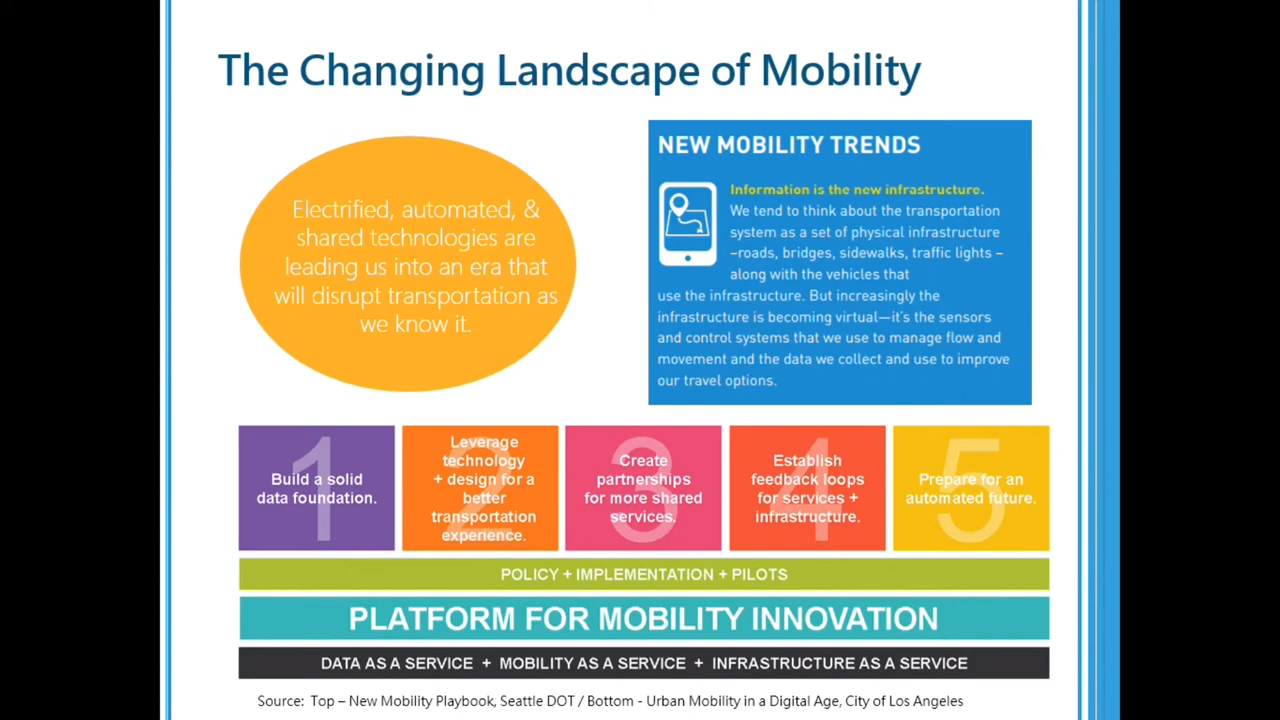 The Changing Landscape of Mobility
Electrified, automated, &
shared technologies are
leading us into an era that
will disrupt transportation as
we know it.
NEW MOBILITY TRENDS
Information is the new infrastructure.
We tend to think about the transportation
system as a set of physical infrastructure
–roads, bridges, sidewalks, traffic lights –
along with the vehicles that
use the infrastructure. But increasingly the
infrastructure is becoming virtual—it's the sensors
and control systems that we use to manage flow and
movement and the data we collect and use to improve
our travel options.
1
Build a solid
data foundation.
2
Leverage
technology
+ design for a
better
transportation
experience.
3
Create
partnerships
for more shared
services.
4
Establish
feedback loops
for services +
infrastructure.
5
Prepare for an
automated future.
POLICY + IMPLEMENTATION + PILOTS
PLATFORM FOR MOBILITY INNOVATION
DATA AS A SERVICE + MOBILITY AS A SERVICE + INFRASTRUCTURE AS A SERVICE
Source: Top – New Mobility Playbook, Seattle DOT / Bottom - Urban Mobility in a Digital Age, City of Los Angeles